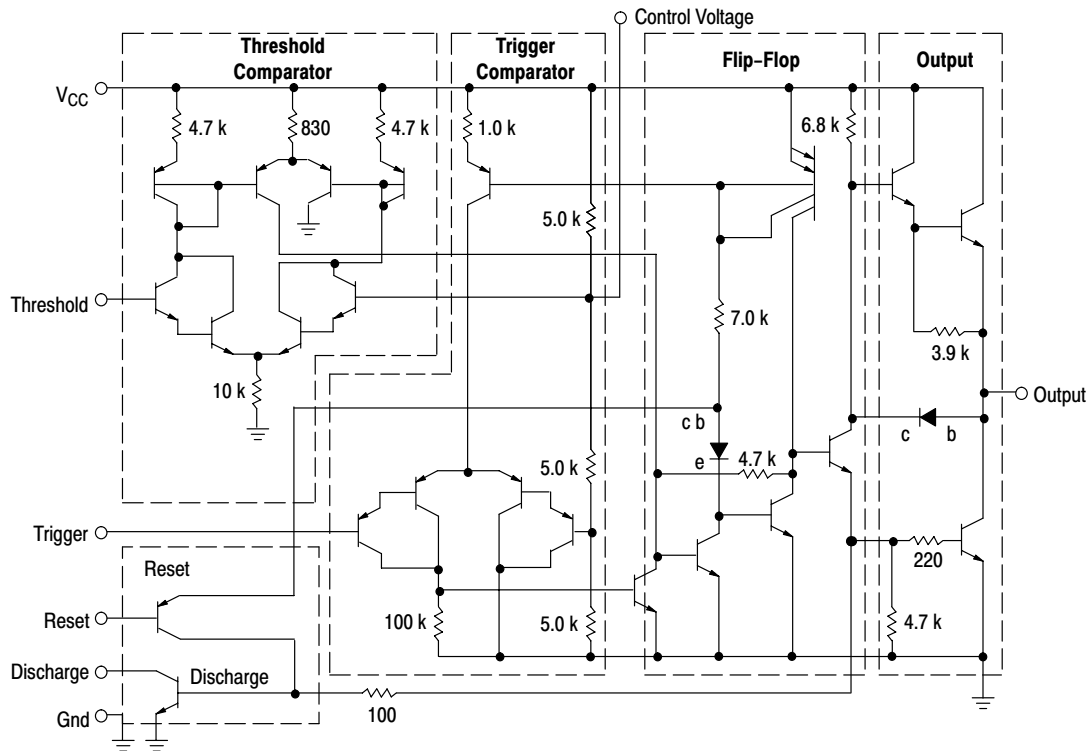 Control Voltage
Threshold
Comparator
Trigger
Comparator
Flip–Flop
Output
VCC
4.7 k
830
4.7 k
1.0 k
6.8 k
5.0 k
Threshold
7.0 k
3.9 k
10 k
Output
c b
c
b
e
4.7 k
5.0 k
Trigger
220
Reset
Reset
100 k
5.0 k
4.7 k
Discharge
Discharge
100
Gnd